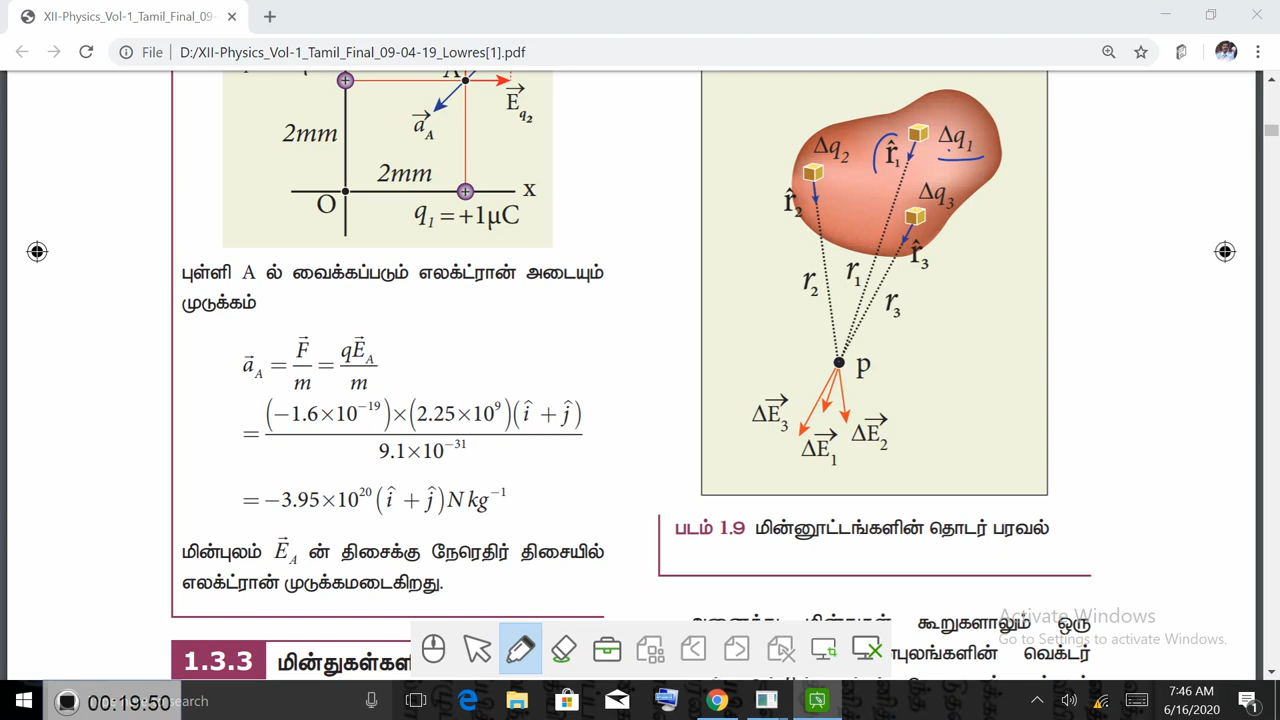 XII-Physics_Vol-1_Tamil_Final_09-
File
D:/XII-Physics_Vol-1_Tamil_Final_09-04-19_Lowres[1].pdf
E⃗q₂
a⃗A
2mm
2mm
x
O
q₁ = +1μC
புள்ளி A ல் வைக்கப்படும் எலக்ட்ரான் அடையும்
முடுக்கம்
a⃗A = F⃗/m = qE⃗A/m
= (−1.6×10⁻¹⁹)×(2.25×10⁹)(î + ĵ) / 9.1×10⁻³¹
= −3.95×10²⁰ (î + ĵ) N kg⁻¹
மின்புலம் E⃗A ன் திசைக்கு நேரெதிர் திசையில்
எலக்ட்ரான் முடுக்கமடைகிறது.
1.3.3
Δq₂
r̂₁
Δq₁
r̂₂
Δq₃
r̂₃
r₂
r₁
r₃
p
ΔE⃗₃
ΔE⃗₁
ΔE⃗₂
படம் 1.9 மின்னூட்டங்களின் தொடர் பரவல்
கூறுகளாலும் ஒரு
வெக்டர்
Activate Windows
Go to Settings to activate Windows.
00:19:50
search
7:46 AM
6/16/2020